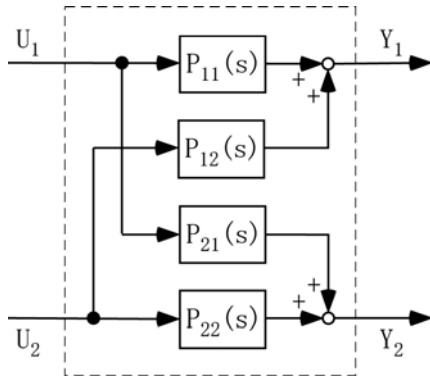 U₁ P₁₁(s) Y₁
+
+
P₁₂(s)
P₂₁(s)
+
+
U₂ P₂₂(s) Y₂